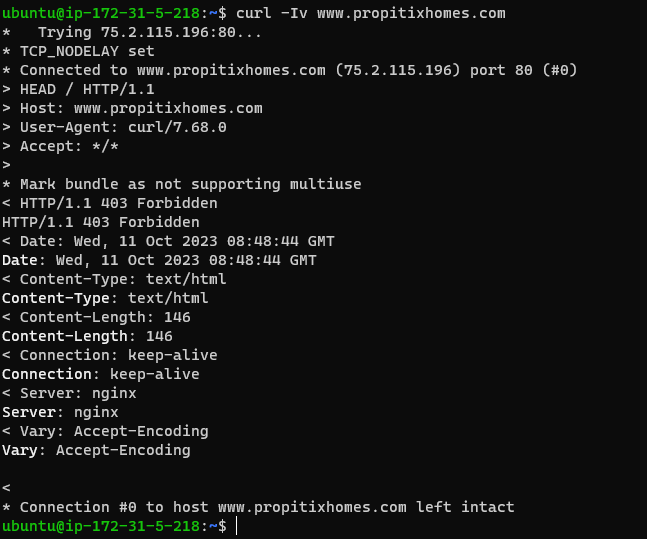 ubuntu@ip-172-31-5-218:~$ curl -Iv www.propitixhomes.com
*   Trying 75.2.115.196:80...
* TCP_NODELAY set
* Connected to www.propitixhomes.com (75.2.115.196) port 80 (#0)
> HEAD / HTTP/1.1
> Host: www.propitixhomes.com
> User-Agent: curl/7.68.0
> Accept: */*
>
* Mark bundle as not supporting multiuse
< HTTP/1.1 403 Forbidden
HTTP/1.1 403 Forbidden
< Date: Wed, 11 Oct 2023 08:48:44 GMT
Date: Wed, 11 Oct 2023 08:48:44 GMT
< Content-Type: text/html
Content-Type: text/html
< Content-Length: 146
Content-Length: 146
< Connection: keep-alive
Connection: keep-alive
< Server: nginx
Server: nginx
< Vary: Accept-Encoding
Vary: Accept-Encoding

<
* Connection #0 to host www.propitixhomes.com left intact
ubuntu@ip-172-31-5-218:~$